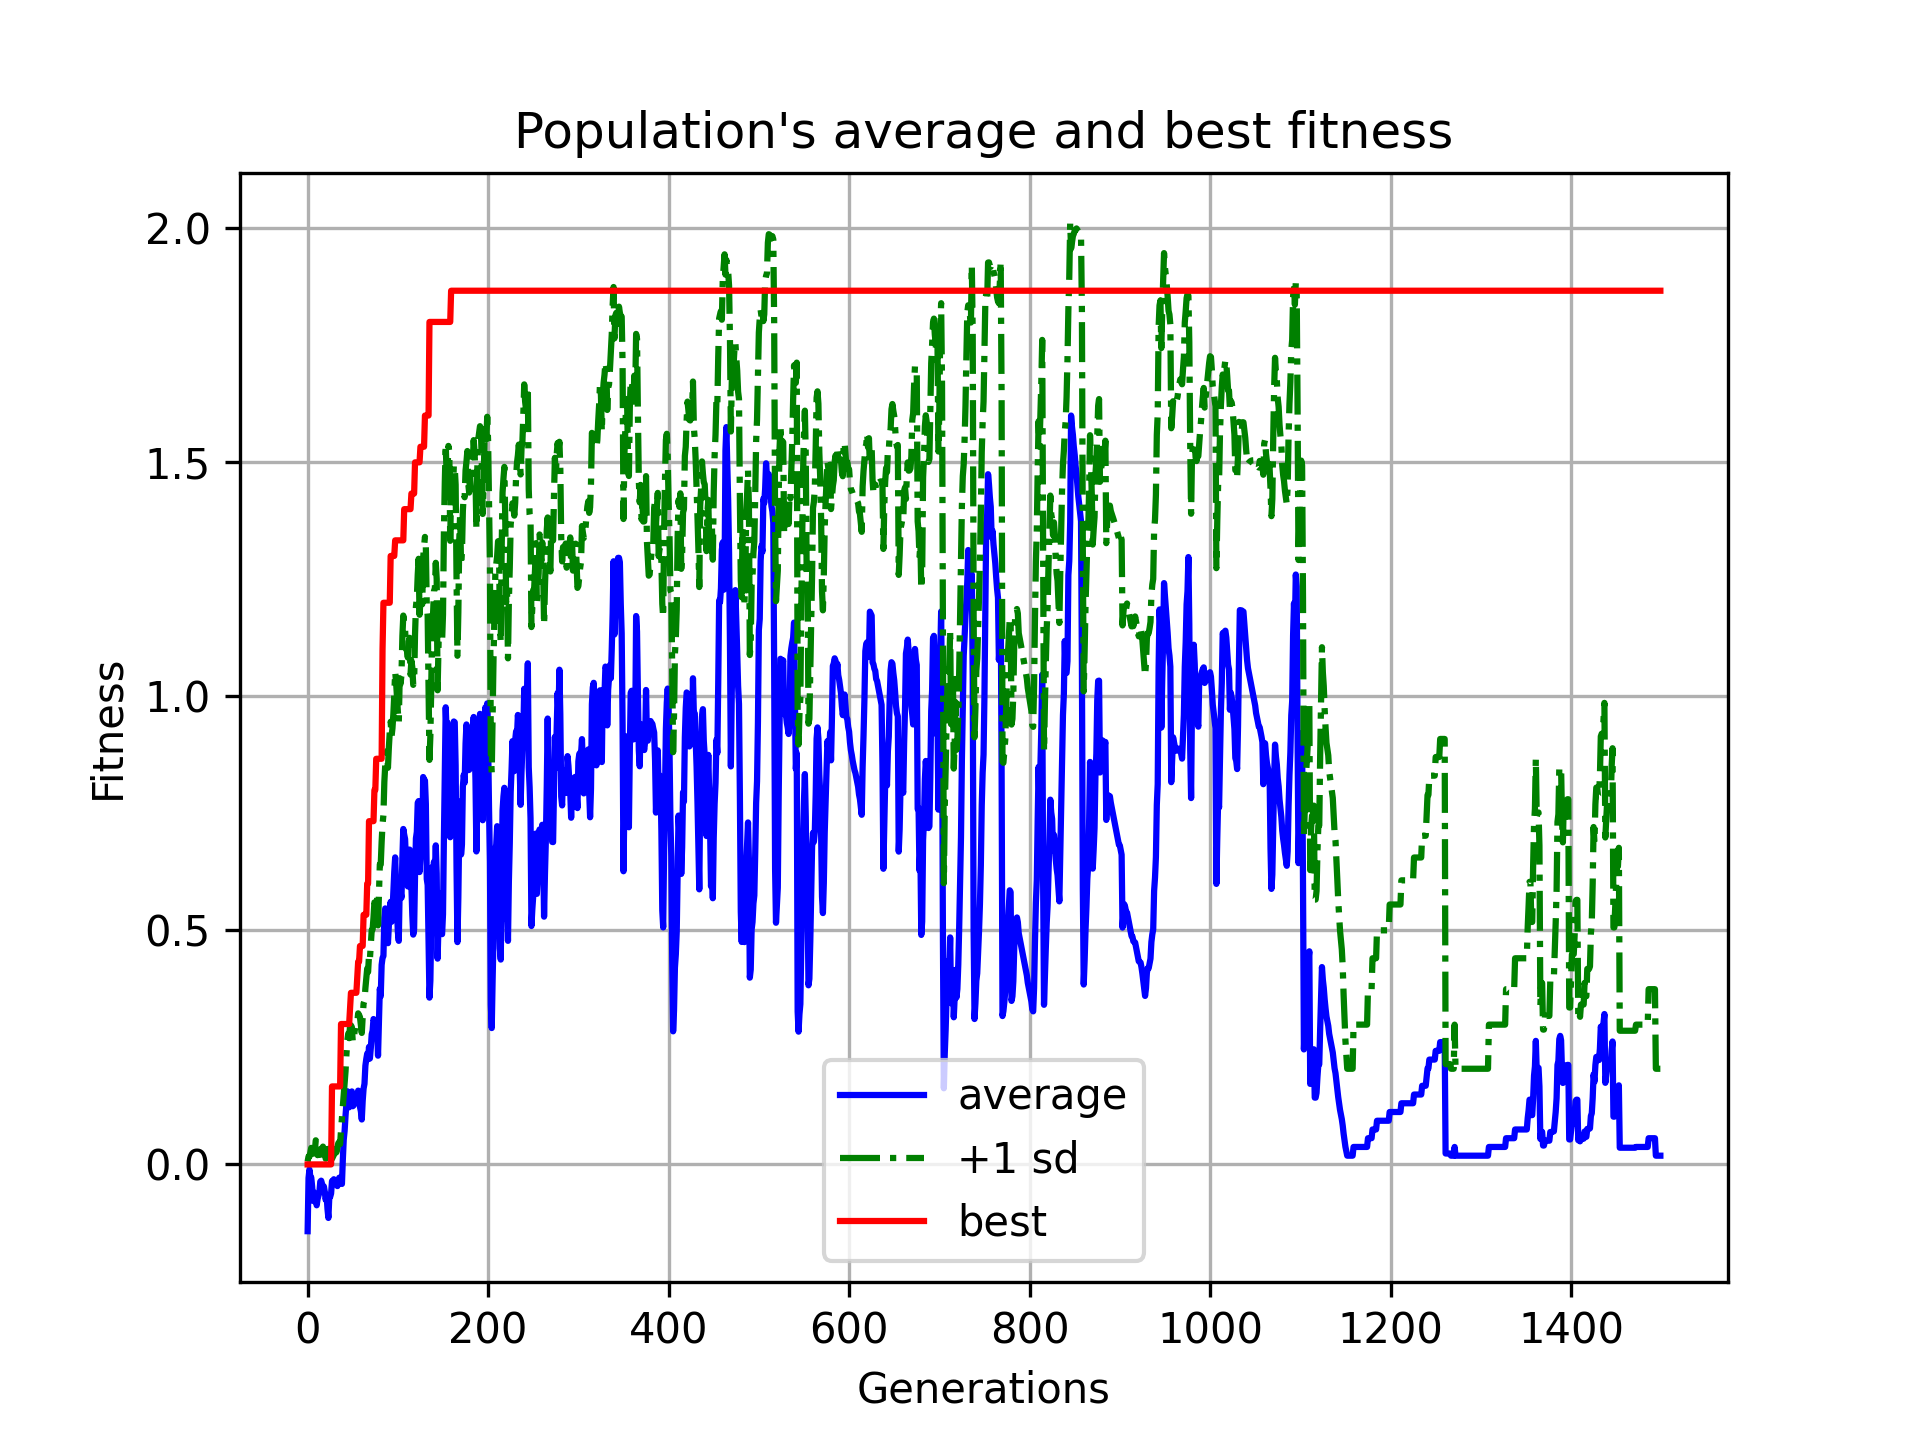 Population's average and best fitness
Fitness
2.0
1.5
1.0
0.5
0.0
average
+1 sd
best
0 200 400 600 800 1000 1200 1400
Generations